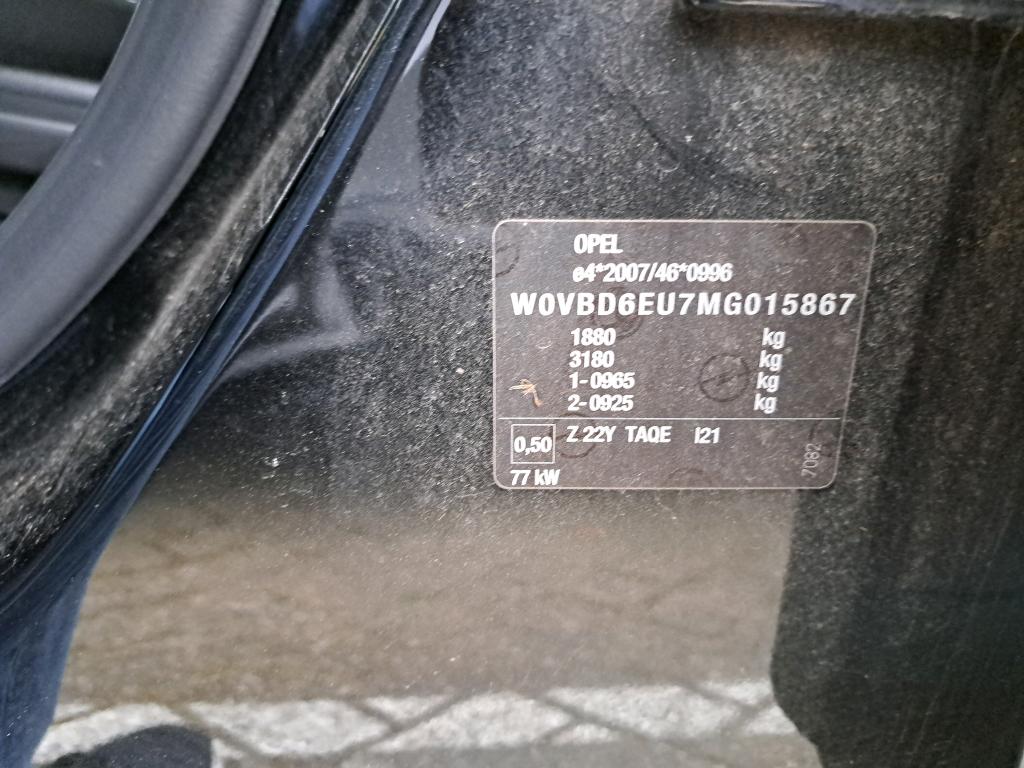 OPEL
e4*2007/46*0996
W0VBD6EU7MG015867
1880 kg
3180 kg
1-0965 kg
2-0925 kg
0,50 Z 22Y TAQE I21
77 kW
7082